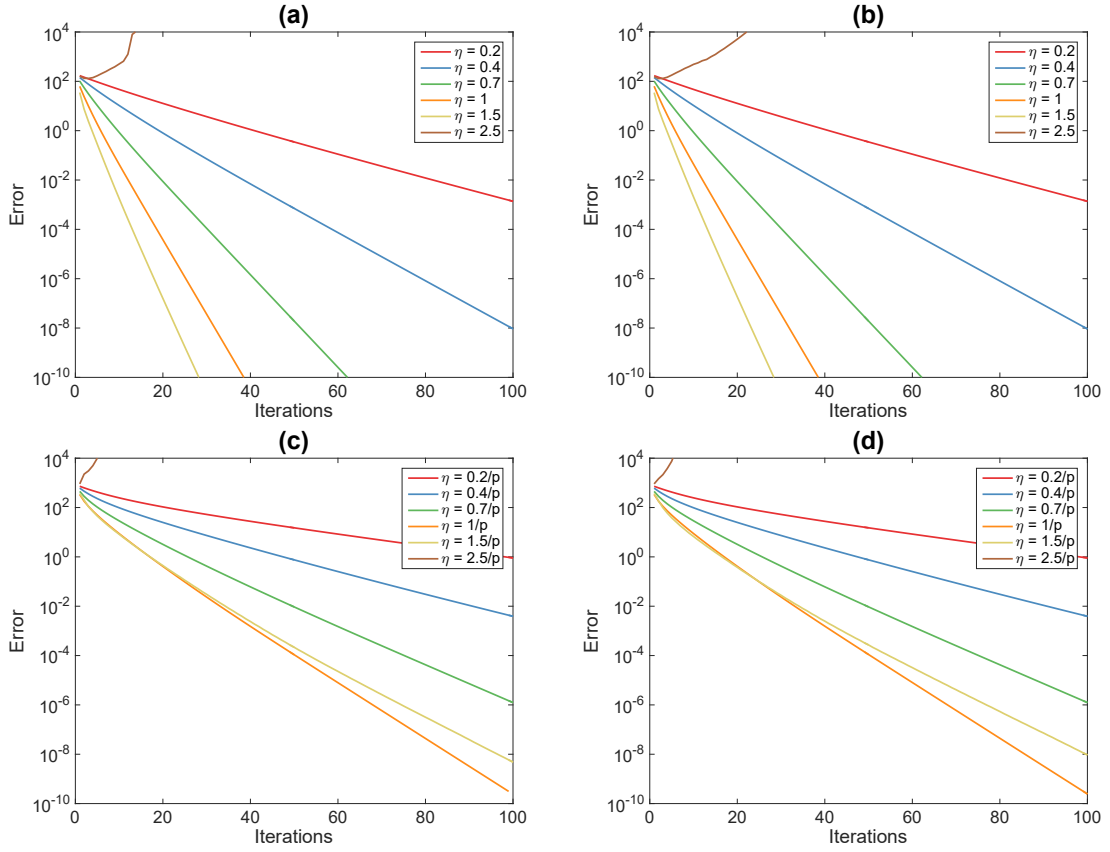 (a)
10^4
10^2
10^0
10^-2
10^-4
10^-6
10^-8
10^-10
Error
0 20 40 60 80 100
Iterations
η = 0.2
η = 0.4
η = 0.7
η = 1
η = 1.5
η = 2.5
(b)
10^4
10^2
10^0
10^-2
10^-4
10^-6
10^-8
10^-10
Error
0 20 40 60 80 100
Iterations
η = 0.2
η = 0.4
η = 0.7
η = 1
η = 1.5
η = 2.5
(c)
10^4
10^2
10^0
10^-2
10^-4
10^-6
10^-8
10^-10
Error
0 20 40 60 80 100
Iterations
η = 0.2/p
η = 0.4/p
η = 0.7/p
η = 1/p
η = 1.5/p
η = 2.5/p
(d)
10^4
10^2
10^0
10^-2
10^-4
10^-6
10^-8
10^-10
Error
0 20 40 60 80 100
Iterations
η = 0.2/p
η = 0.4/p
η = 0.7/p
η = 1/p
η = 1.5/p
η = 2.5/p